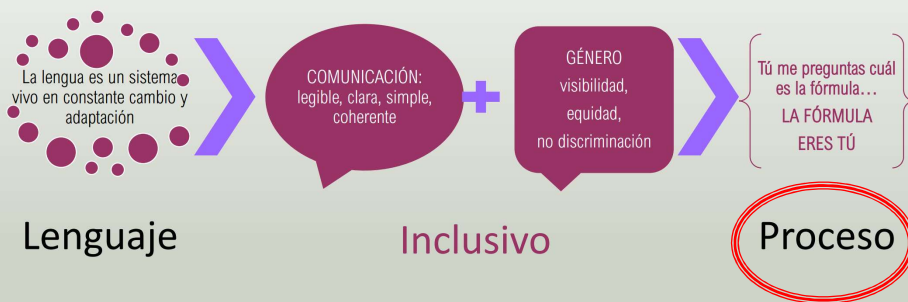 La lengua es un sistema
vivo en constante cambio y
adaptación
COMUNICACIÓN:
legible, clara, simple,
coherente
GÉNERO
visibilidad,
equidad,
no discriminación
Tú me preguntas cuál
es la fórmula...
LA FÓRMULA
ERES TÚ
Lenguaje
Inclusivo
Proceso